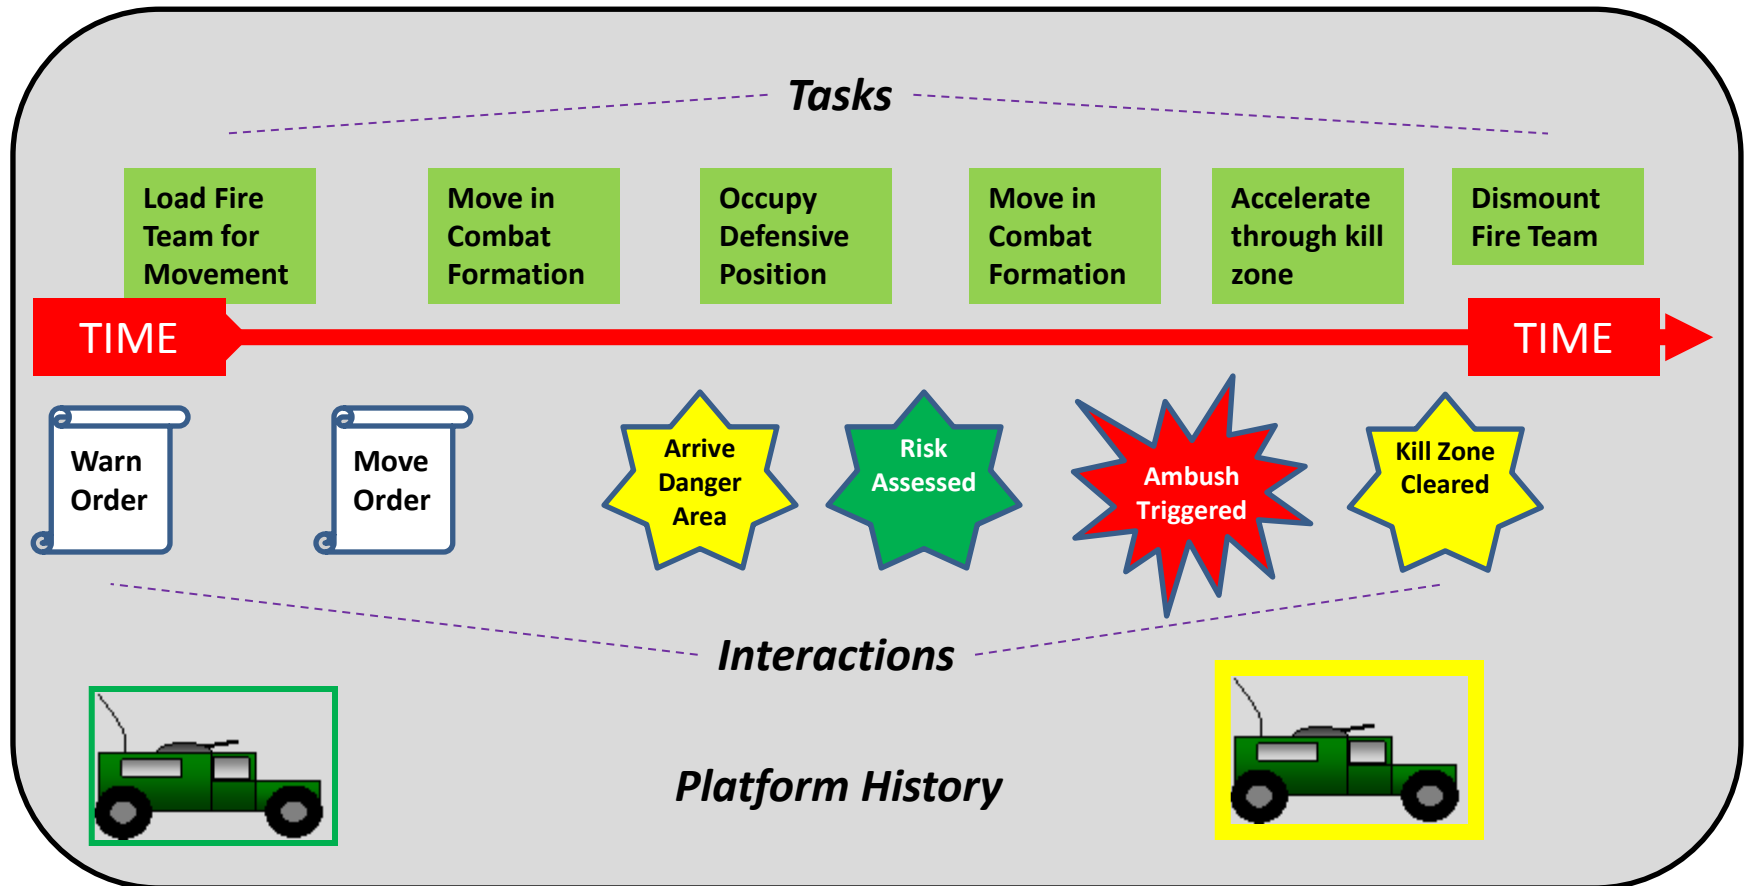 Tasks
Load Fire
Team for
Movement
Move in
Combat
Formation
Occupy
Defensive
Position
Move in
Combat
Formation
Accelerate
through kill
zone
Dismount
Fire Team
TIME
TIME
Warn
Order
Move
Order
Arrive
Danger
Area
Risk
Assessed
Ambush
Triggered
Kill Zone
Cleared
Interactions
Platform History